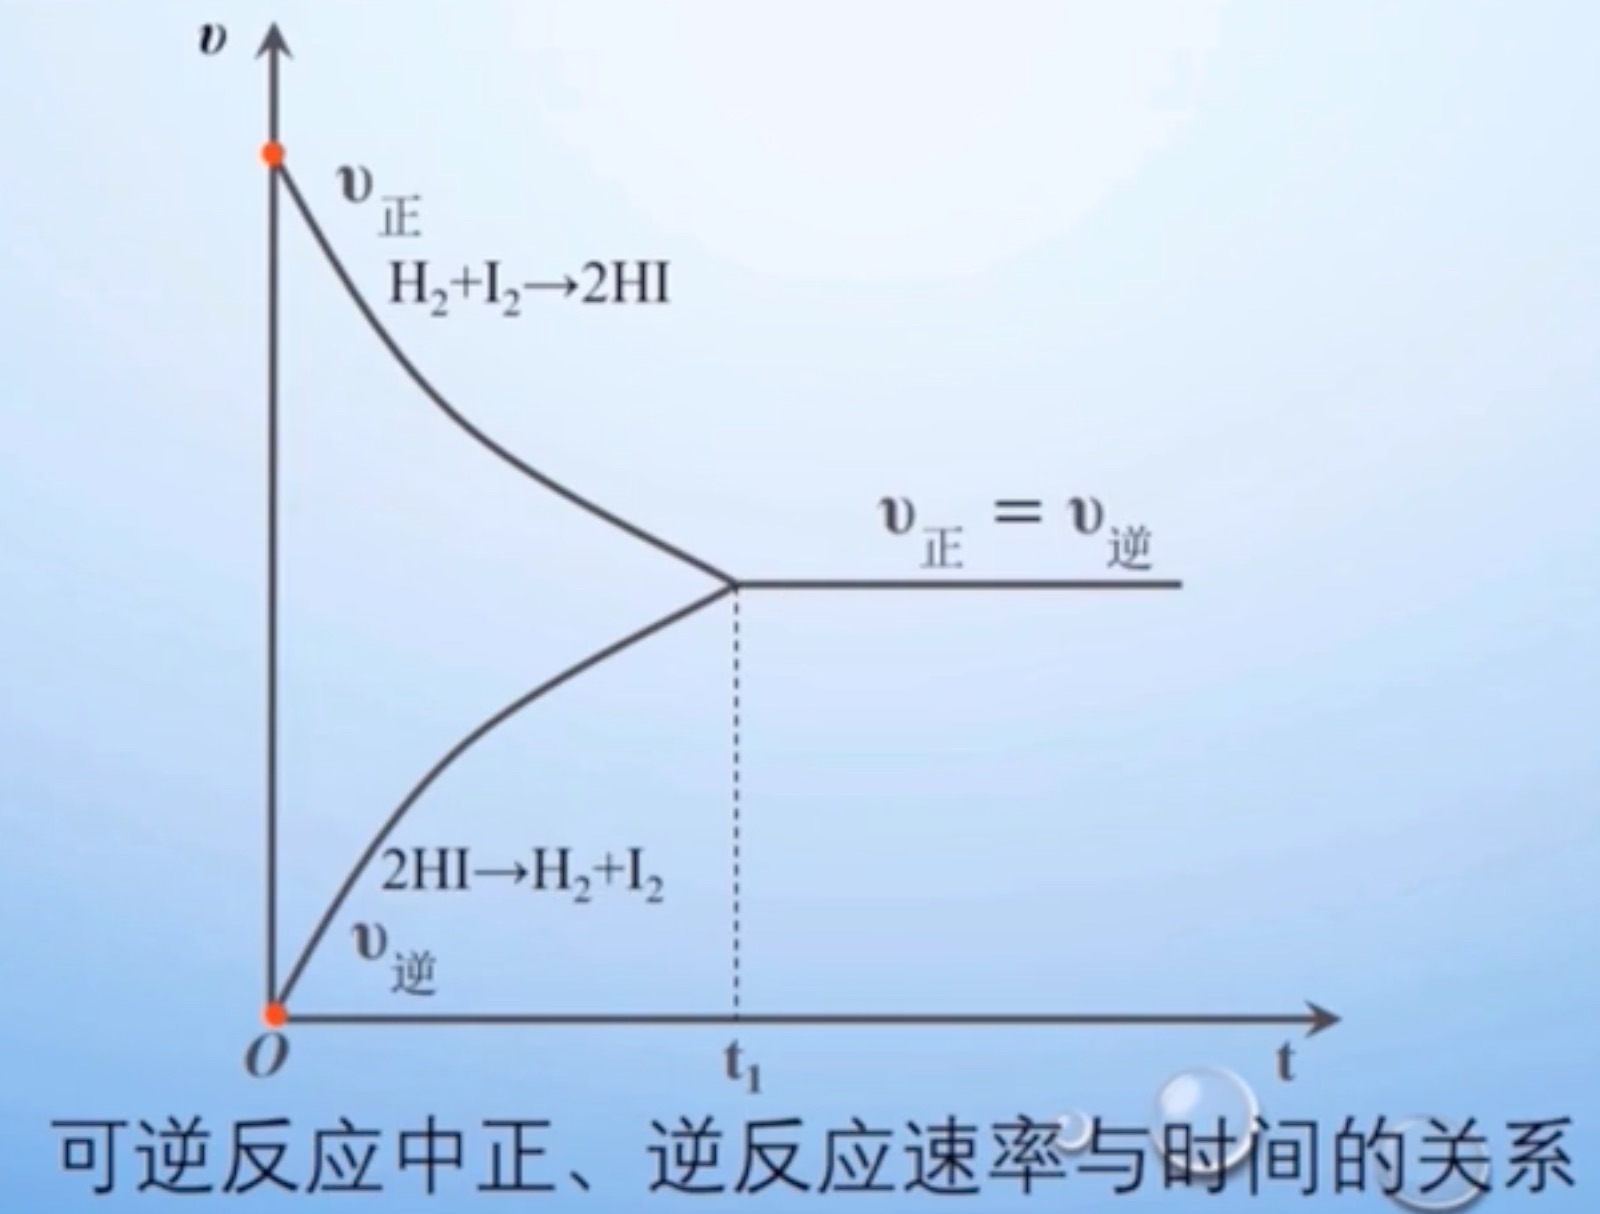 υ
υ正
H₂+I₂→2HI
υ正 = υ逆
2HI→H₂+I₂
υ逆
O
t₁
t
可逆反应中正、逆反应速率与时间的关系